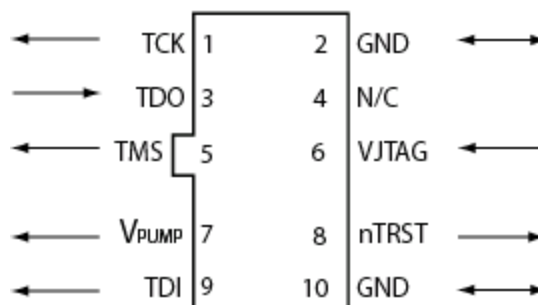 TCK 1 2 GND
TDO 3 4 N/C
TMS 5 6 VJTAG
VPUMP 7 8 nTRST
TDI 9 10 GND